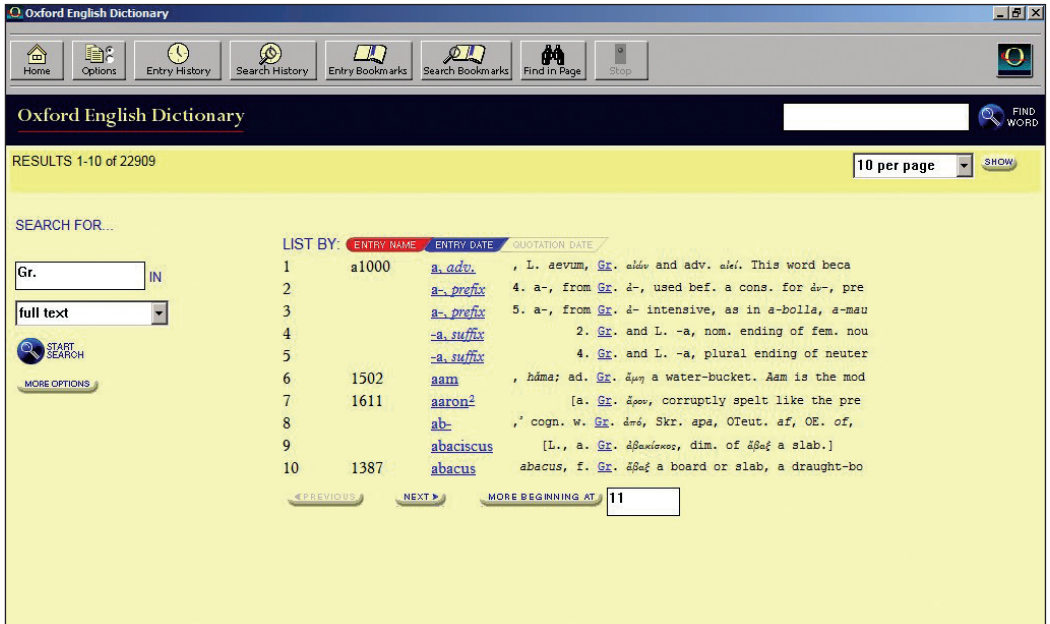 Oxford English Dictionary
Home Options Entry History Search History Entry Bookmarks Search Bookmarks Find in Page Stop
Oxford English Dictionary
FIND WORD
RESULTS 1-10 of 22909
10 per page SHOW
SEARCH FOR...
LIST BY: ENTRY NAME ENTRY DATE QUOTATION DATE
Gr. IN
full text
START SEARCH
MORE OPTIONS
1 a1000 a, adv. , L. aevum, Gr. αἰών and adv. αἰεί. This word beca
2 a-, prefix 4. a-, from Gr. ἀ-, used bef. a cons. for ἀν-, pre
3 a-, prefix 5. a-, from Gr. ἀ- intensive, as in a-bolla, a-mau
4 -a, suffix 2. Gr. and L. -a, nom. ending of fem. nou
5 -a, suffix 4. Gr. and L. -a, plural ending of neuter
6 1502 aam , hâma; ad. Gr. ἄμη a water-bucket. Aam is the mod
7 1611 aaron2 [a. Gr. ἄρον, corruptly spelt like the pre
8 ab- ,' cogn. w. Gr. ἀπό, Skr. apa, OTeut. af, OE. of,
9 abaciscus [L., a. Gr. ἀβακίσκος, dim. of ἄβαξ a slab.]
10 1387 abacus abacus, f. Gr. ἄβαξ a board or slab, a draught-bo
PREVIOUS NEXT MORE BEGINNING AT 11